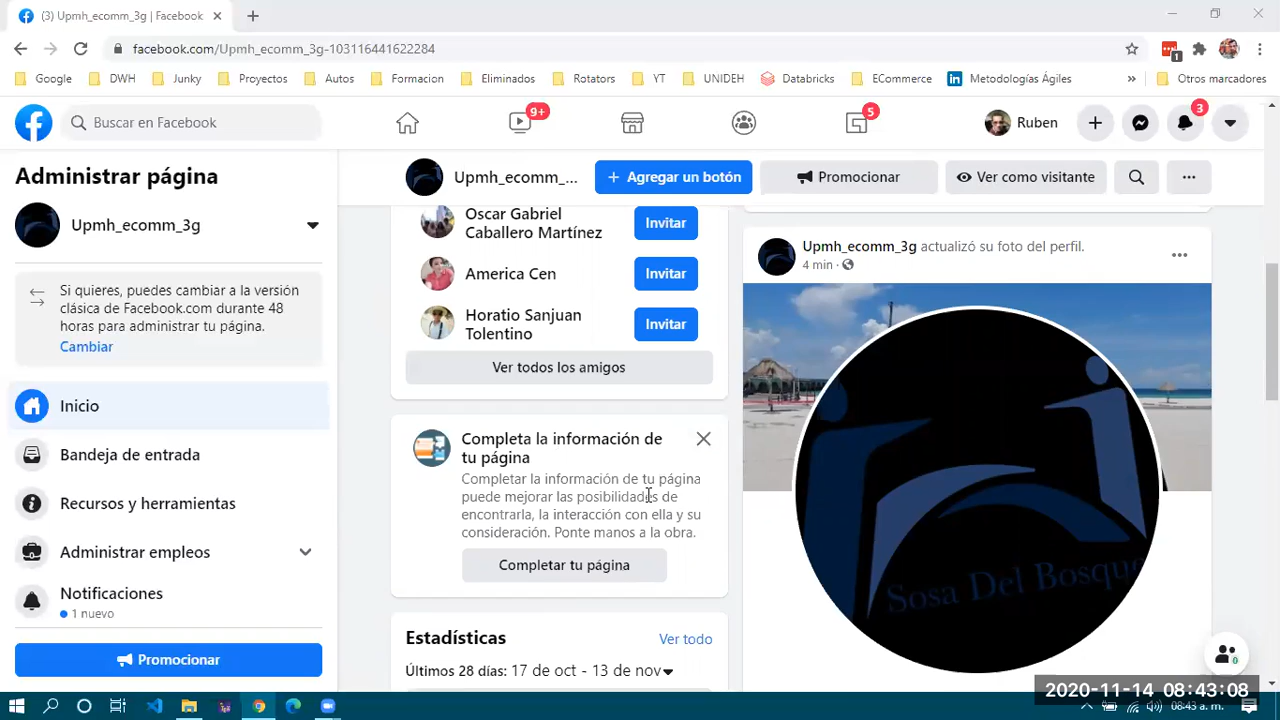 (3) Upmh_ecomm_3g | Facebook
facebook.com/Upmh_ecomm_3g-103116441622284
1
Google DWH Junky Proyectos Autos Formacion Eliminados Rotators YT UNIDEH Databricks ECommerce Metodologías Ágiles » Otros marcadores
Buscar en Facebook
9+
5
Ruben
3
Administrar página
Upmh_ecomm_3g
Si quieres, puedes cambiar a la versión
clásica de Facebook.com durante 48
horas para administrar tu página.
Cambiar
Inicio
Bandeja de entrada
Recursos y herramientas
Administrar empleos
Notificaciones
1 nuevo
Promocionar
Upmh_ecomm_...
+ Agregar un botón
Promocionar
Ver como visitante
Oscar Gabriel
Caballero Martínez
Invitar
America Cen
Invitar
Horatio Sanjuan
Tolentino
Invitar
Ver todos los amigos
Completa la información de
tu página
Completar la información de tu página
puede mejorar las posibilidades de
encontrarla, la interacción con ella y su
consideración. Ponte manos a la obra.
Completar tu página
Estadísticas
Ver todo
Últimos 28 días: 17 de oct - 13 de nov
Upmh_ecomm_3g actualizó su foto del perfil.
4 min ·
Sosa Del Bosque
2020-11-14 08:43:08
08:43 a. m.